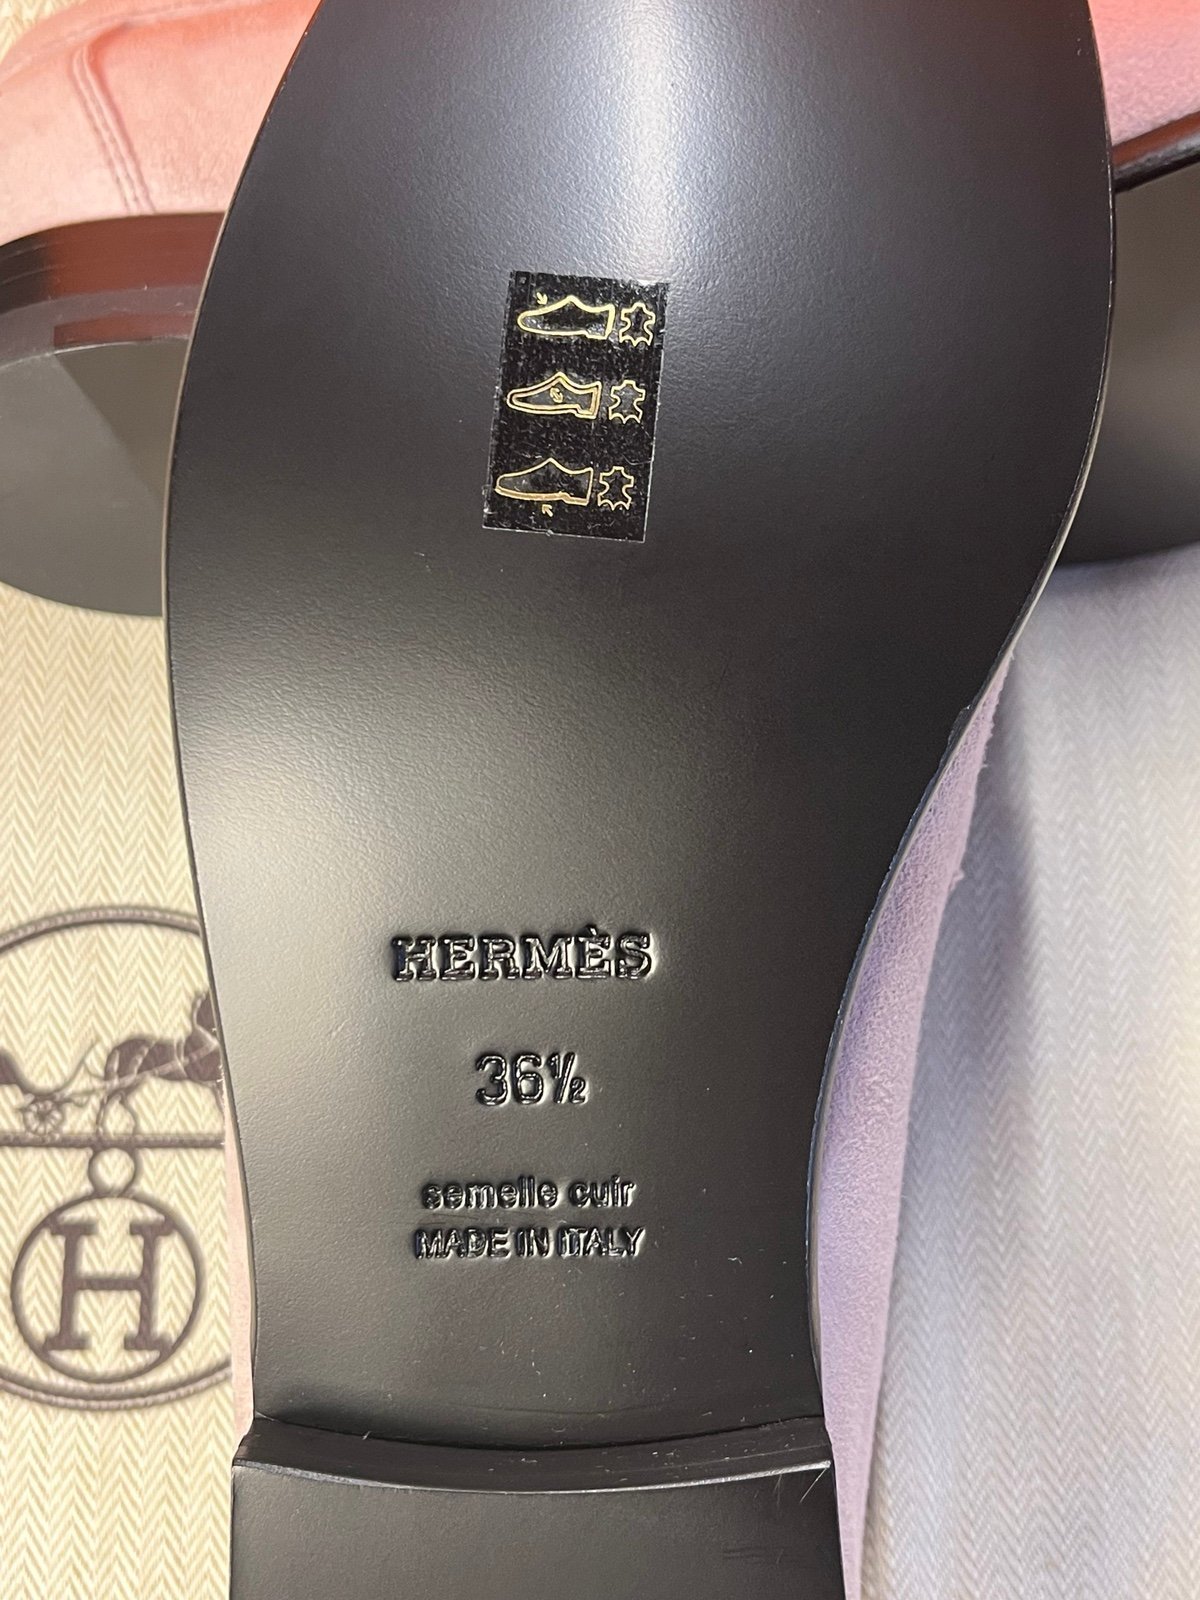 HERMÈS
36½
semelle cuir
MADE IN ITALY
H